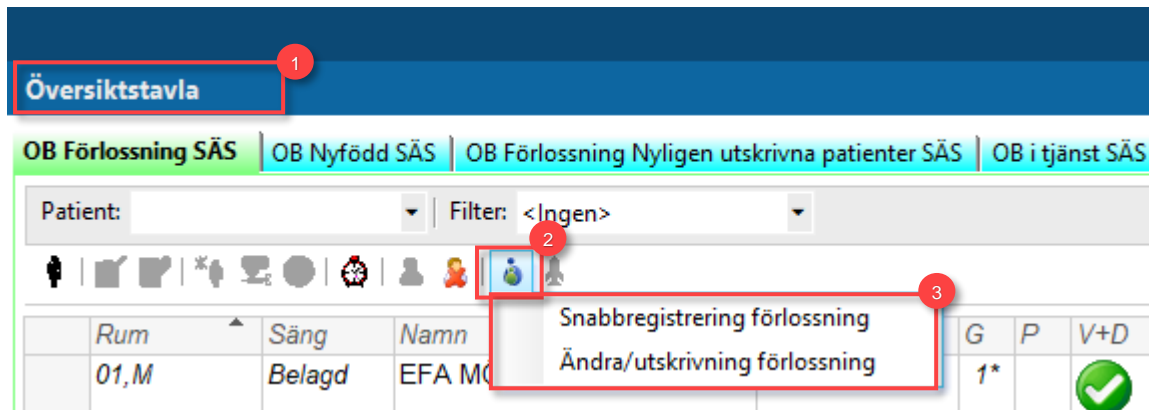 1
Översiktstavla
OB Förlossning SÄS OB Nyfödd SÄS OB Förlossning Nyligen utskrivna patienter SÄS OB i tjänst SÄS
Patient: Filter: <Ingen>
2
3
Snabbregistrering förlossning
Ändra/utskrivning förlossning
Rum Säng Namn G P V+D
01,M Belagd EFA 1*